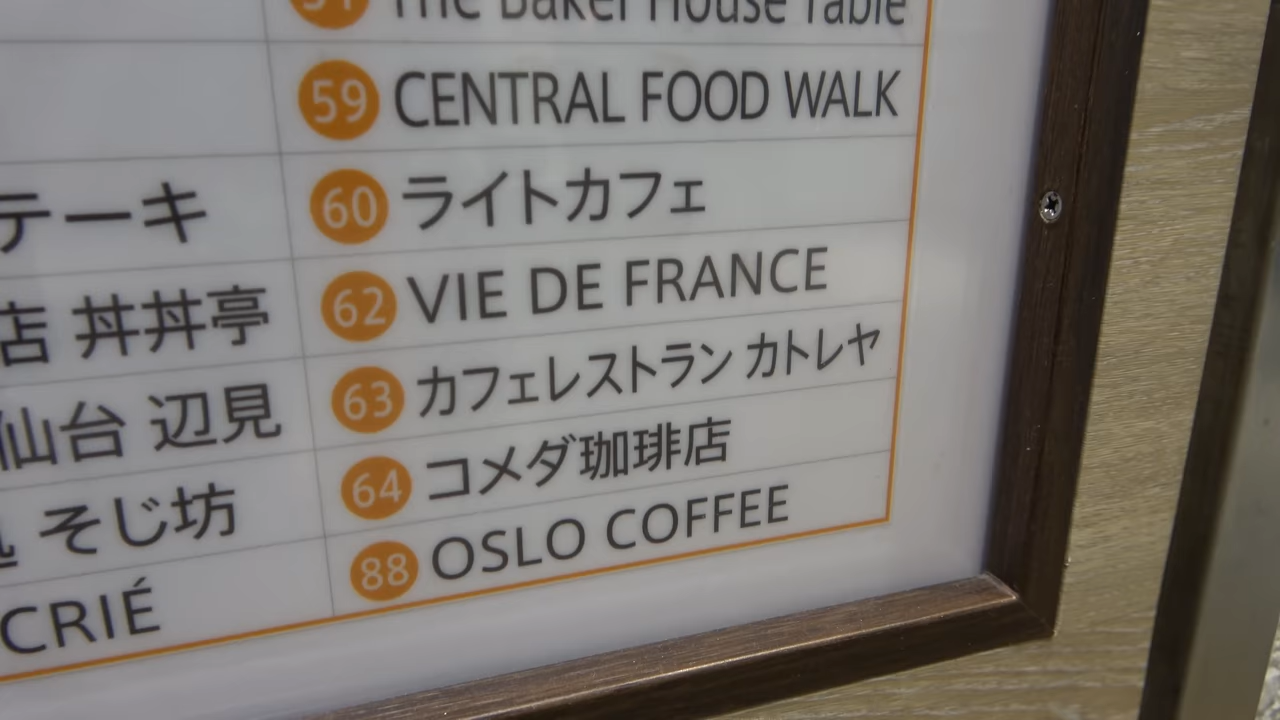 The Baker House Table
59 CENTRAL FOOD WALK
テーキ
60 ライトカフェ
店 丼丼亭
62 VIE DE FRANCE
仙台 辺見
63 カフェレストラン カトレヤ
そじ坊
64 コメダ珈琲店
CRIÉ
88 OSLO COFFEE